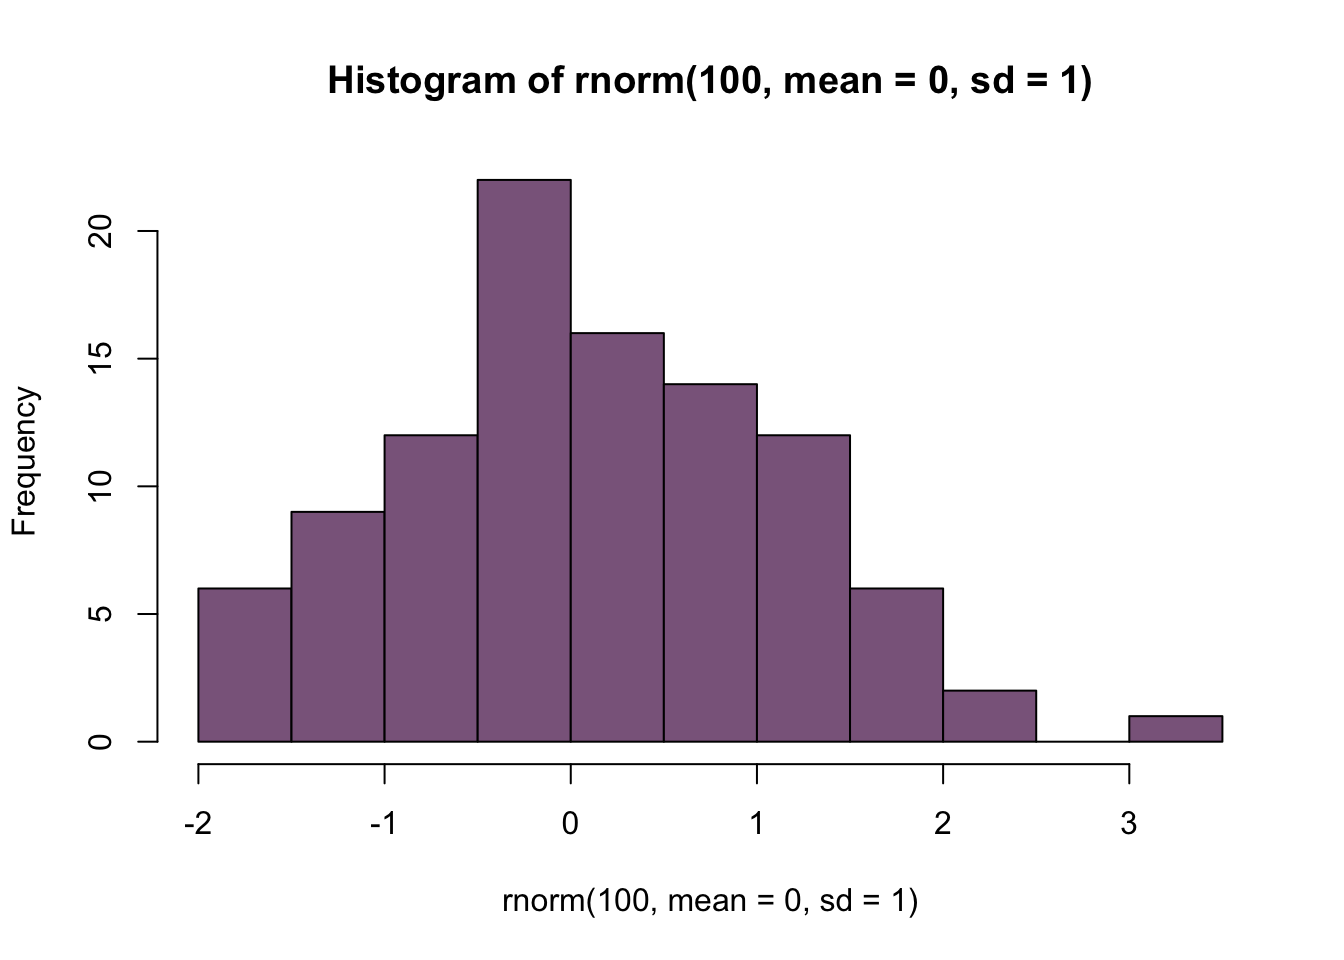 Histogram of rnorm(100, mean = 0, sd = 1)
Frequency
20
15
10
5
0
-2 -1 0 1 2 3
rnorm(100, mean = 0, sd = 1)